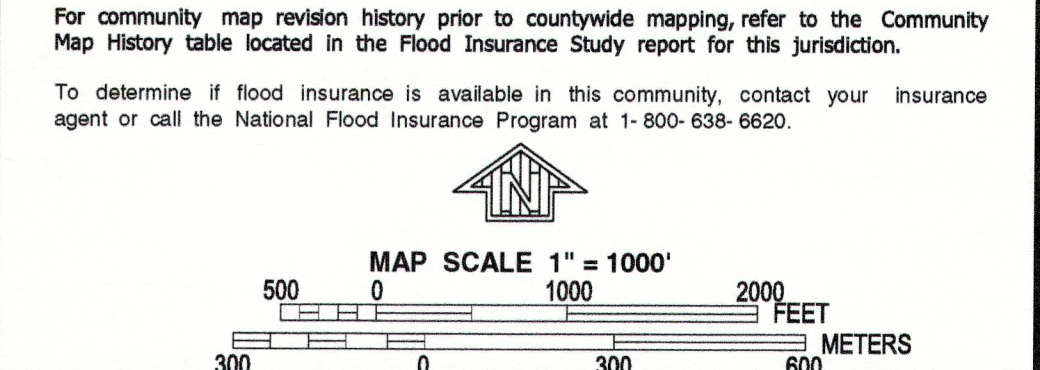 For community map revision history prior to countywide mapping, refer to the Community
Map History table located in the Flood Insurance Study report for this jurisdiction.
To determine if flood insurance is available in this community, contact your insurance
agent or call the National Flood Insurance Program at 1- 800- 638- 6620.
N
MAP SCALE 1" = 1000'
500 0 1000 2000
FEET
METERS
300 0 300 600